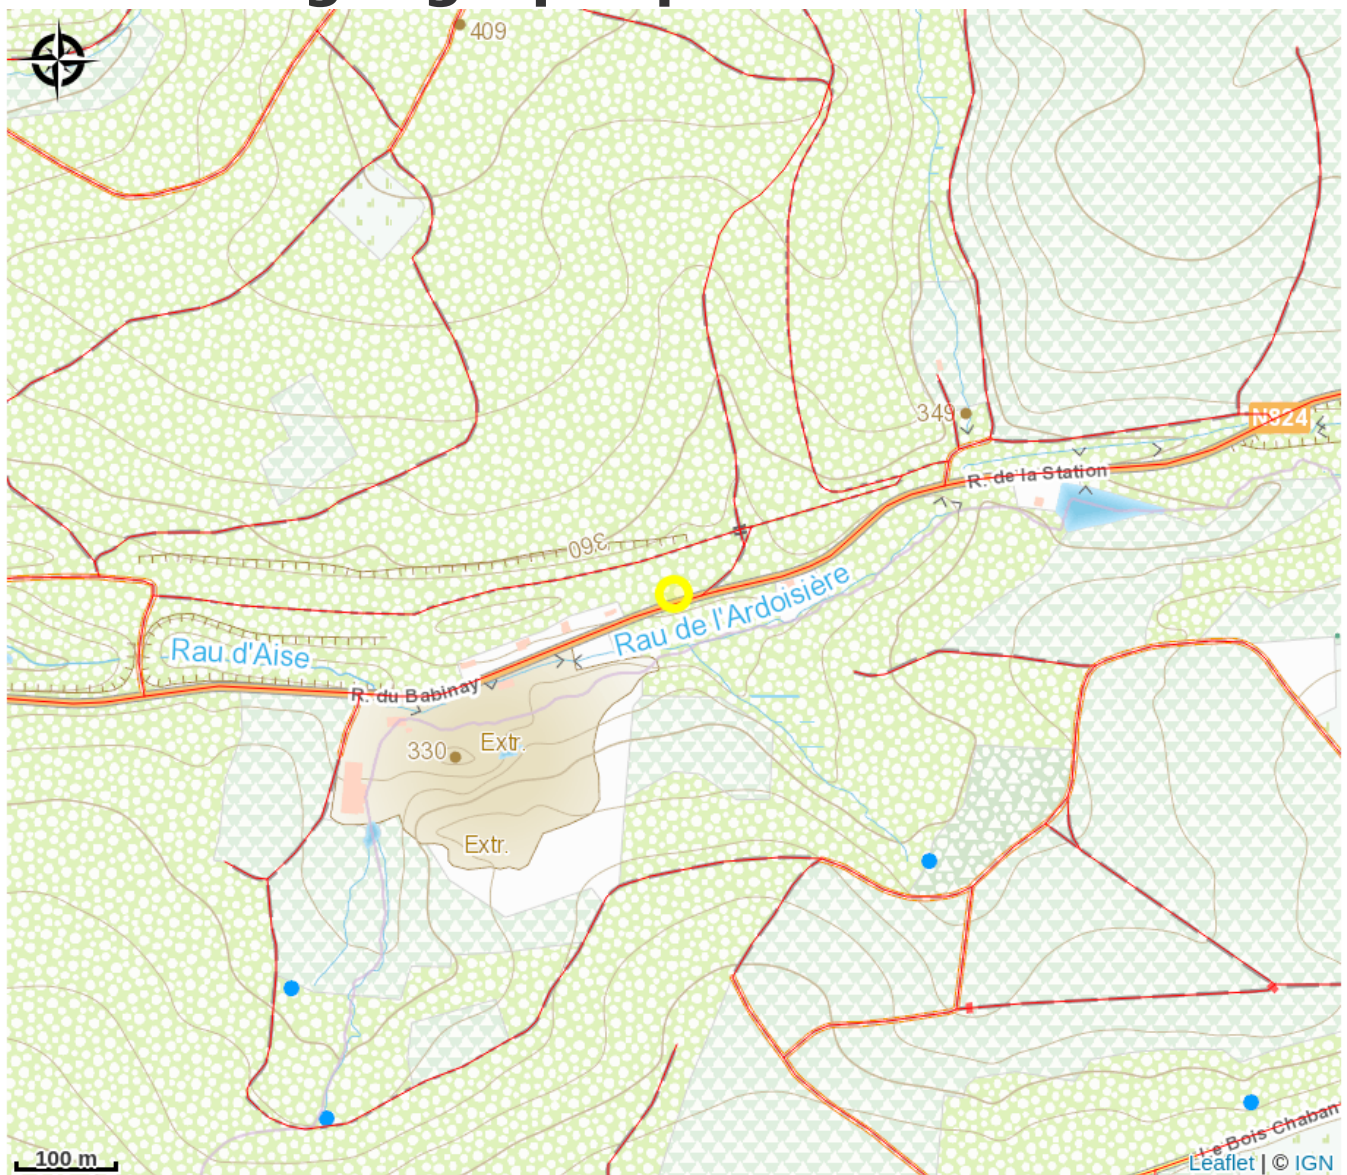 409
349
N824
R. de la Station
360
Rau de l'Ardoisière
Rau d'Aise
R. du Babinay
330
Extr.
Extr.
Le Bois Chaban
100 m
Leaflet | © IGN